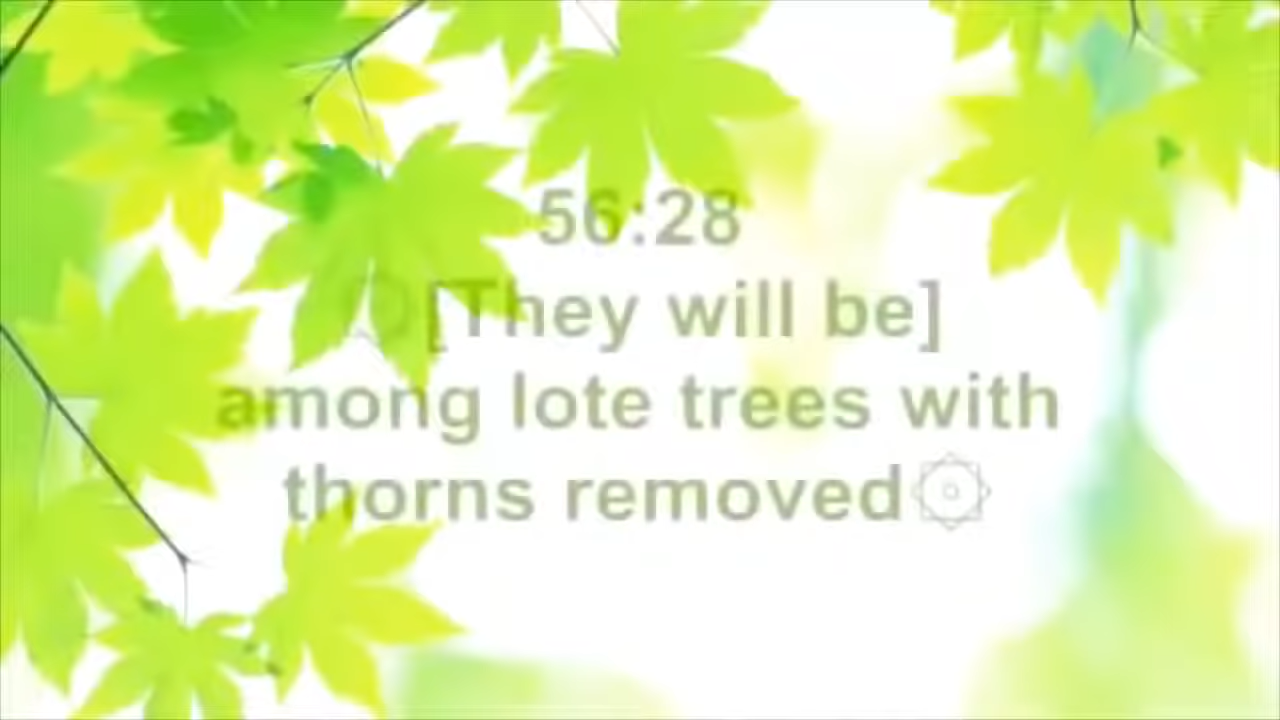 56:28
۞[They will be]
among lote trees with
thorns removed۞